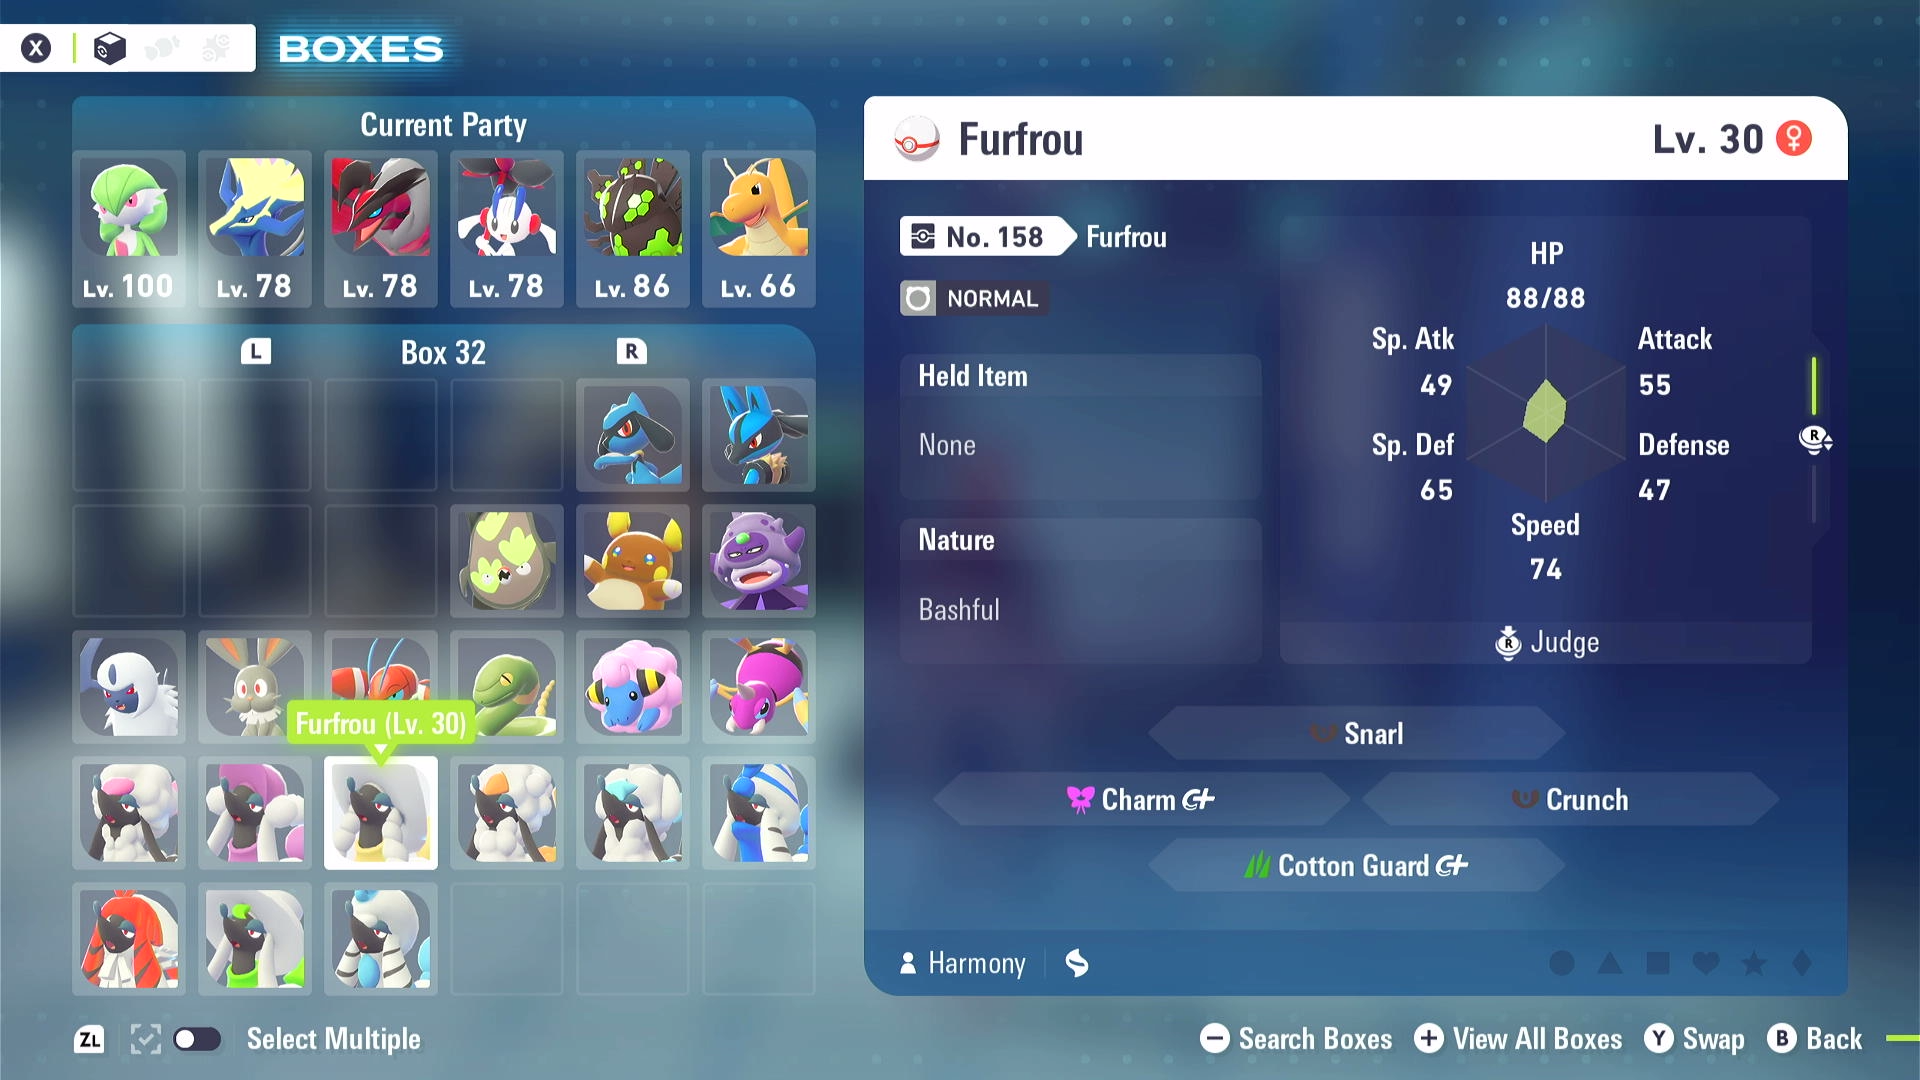 X
BOXES
Current Party
Lv. 100
Lv. 78
Lv. 78
Lv. 78
Lv. 86
Lv. 66
L
Box 32
R
Furfrou (Lv. 30)
Furfrou
Lv. 30
No. 158
Furfrou
NORMAL
Held Item
None
Nature
Bashful
HP
88/88
Sp. Atk
49
Attack
55
Sp. Def
65
Defense
47
Speed
74
R
R Judge
Snarl
Charm
Crunch
Cotton Guard
Harmony
ZL
Select Multiple
Search Boxes
View All Boxes
Y Swap
B Back